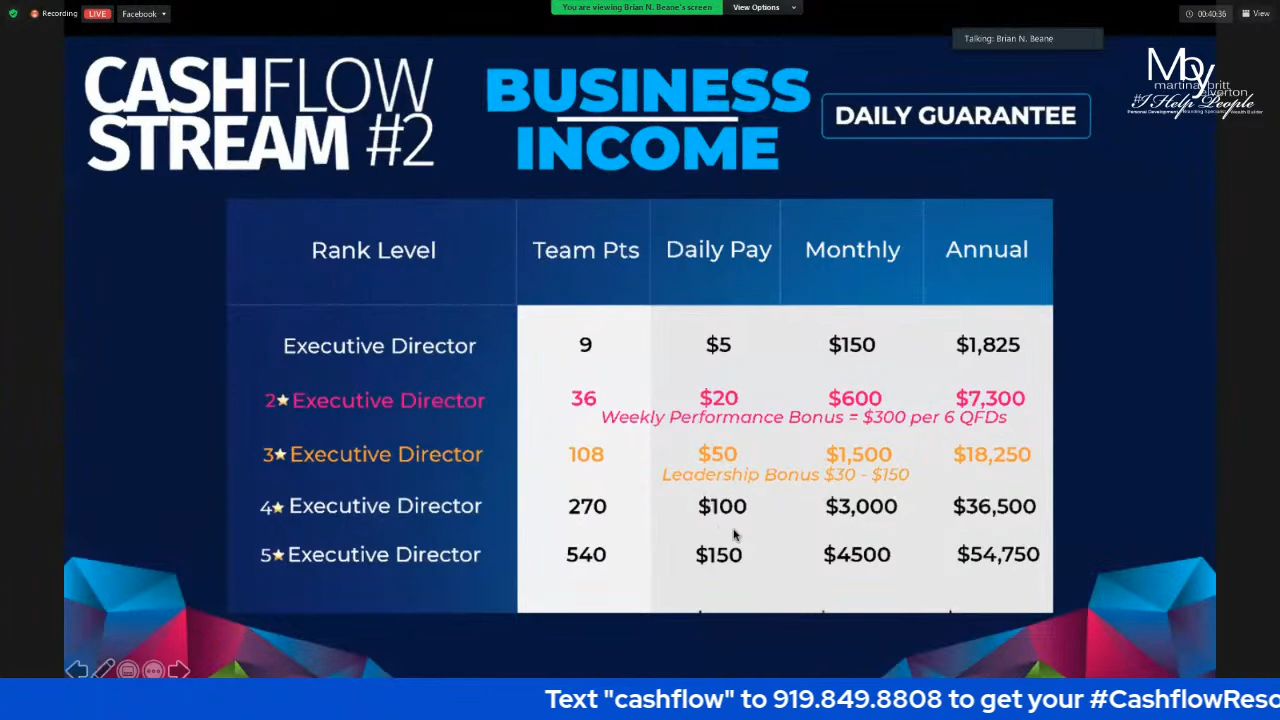 Recording LIVE Facebook
You are viewing Brian N. Beane's screen View Options
00:40:36 View
Talking: Brian N. Beane
CASHFLOW
STREAM #2
BUSINESS
INCOME
DAILY GUARANTEE
Mby
martina britt
yelverton
#I Help People
Rank Level Team Pts Daily Pay Monthly Annual
Executive Director 9 $5 $150 $1,825
2⭐Executive Director 36 $20 $600 $7,300
Weekly Performance Bonus = $300 per 6 QFDs
3⭐Executive Director 108 $50 $1,500 $18,250
Leadership Bonus $30 - $150
4⭐Executive Director 270 $100 $3,000 $36,500
5⭐Executive Director 540 $150 $4500 $54,750
Text "cashflow" to 919.849.8808 to get your #CashflowReso